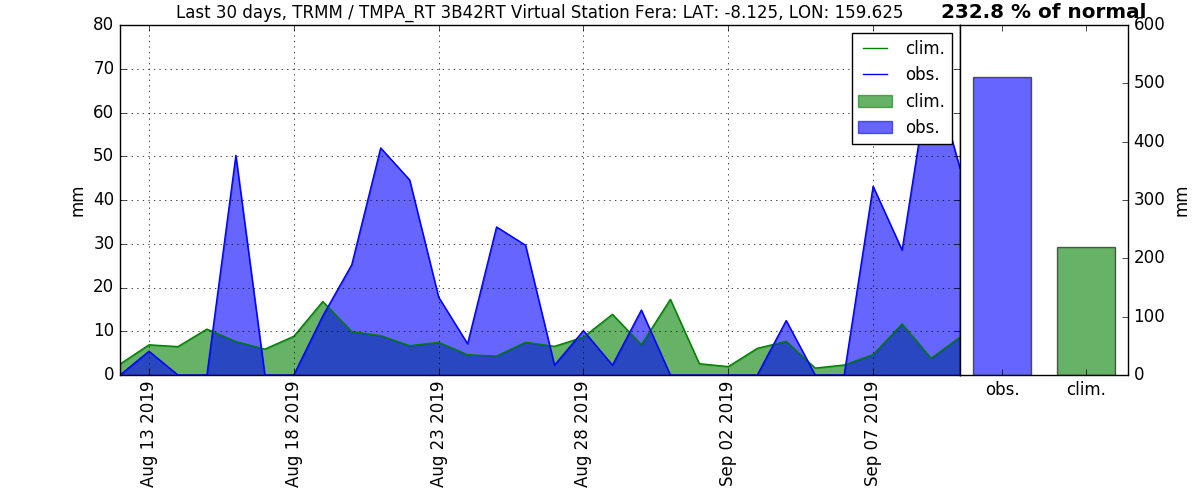 Last 30 days, TRMM / TMPA_RT 3B42RT Virtual Station Fera: LAT: -8.125, LON: 159.625
232.8 % of normal
80
70
60
50
40
30
20
10
0
mm
clim.
obs.
clim.
obs.
600
500
400
300
200
100
0
mm
Aug 13 2019
Aug 18 2019
Aug 23 2019
Aug 28 2019
Sep 02 2019
Sep 07 2019
obs.
clim.